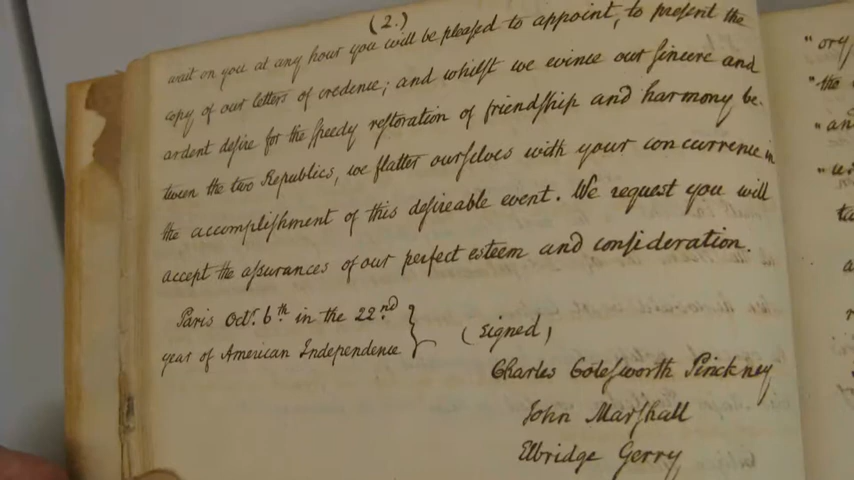 (2.)
wait on you at any hour you will be pleaſed to appoint, to preſent the
copy of our letters of credence; and whilſt we evince our ſincere and
ardent deſire for the ſpeedy reſtoration of friendſhip and harmony be-
tween the two Republics, we flatter ourſelves with your concurrence in
the accompliſhment of this deſireable event. We request you will
accept the aſsurances of our perfect esteem and conſideration.
Paris Octr. 6th in the 22nd
year of American Independence
(Signed,
Charles Coteſworth Pinckney
John Marſhall
Elbridge Gerry
"ory
"the
"an